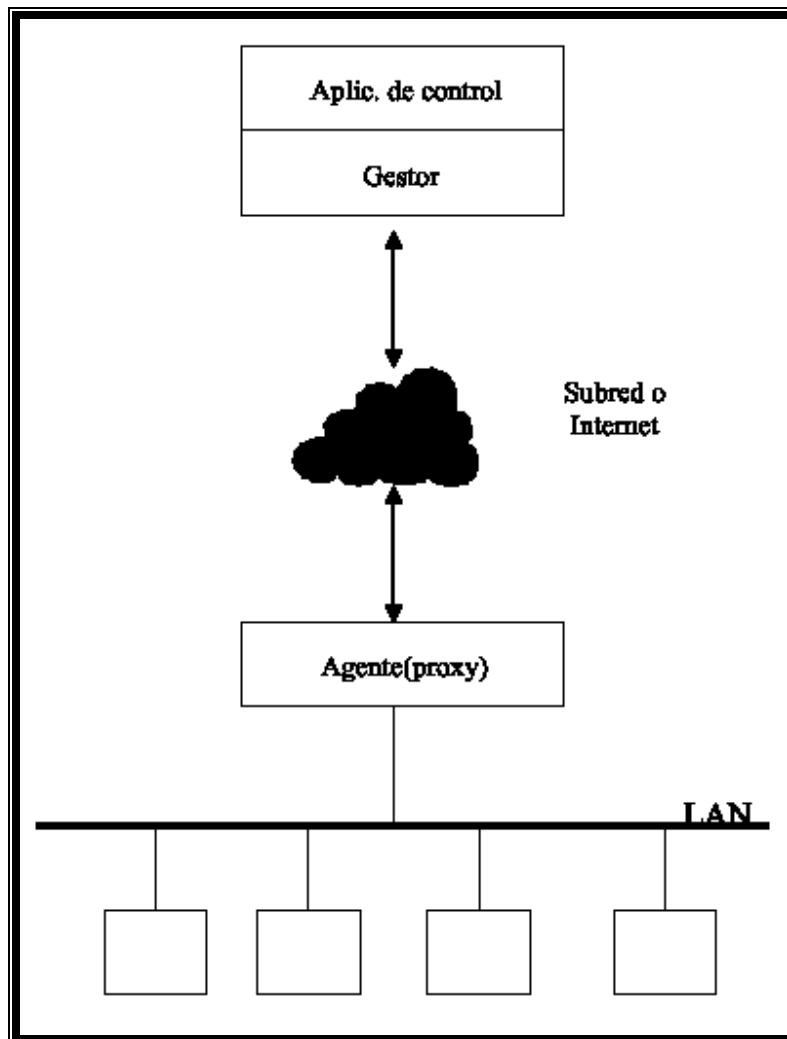 Aplic. de control
Gestor
Subred o
Internet
Agente(proxy)
LAN